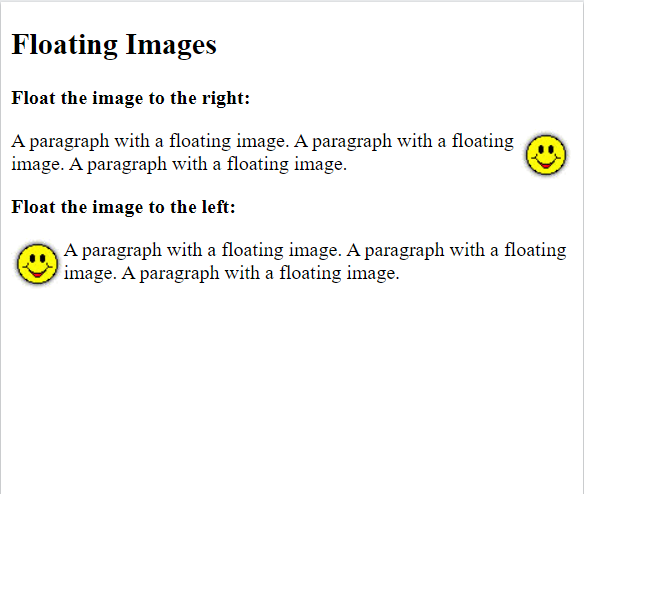 Floating Images
Float the image to the right:
A paragraph with a floating image. A paragraph with a floating
image. A paragraph with a floating image.
Float the image to the left:
A paragraph with a floating image. A paragraph with a floating
image. A paragraph with a floating image.